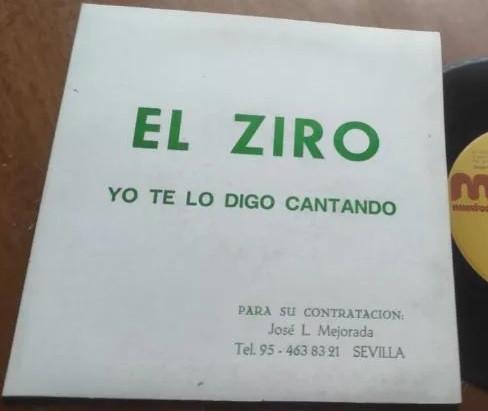 EL ZIRO
YO TE LO DIGO CANTANDO
PARA SU CONTRATACION:
José L. Mejorada
Tel. 95 - 463 83 21 SEVILLA